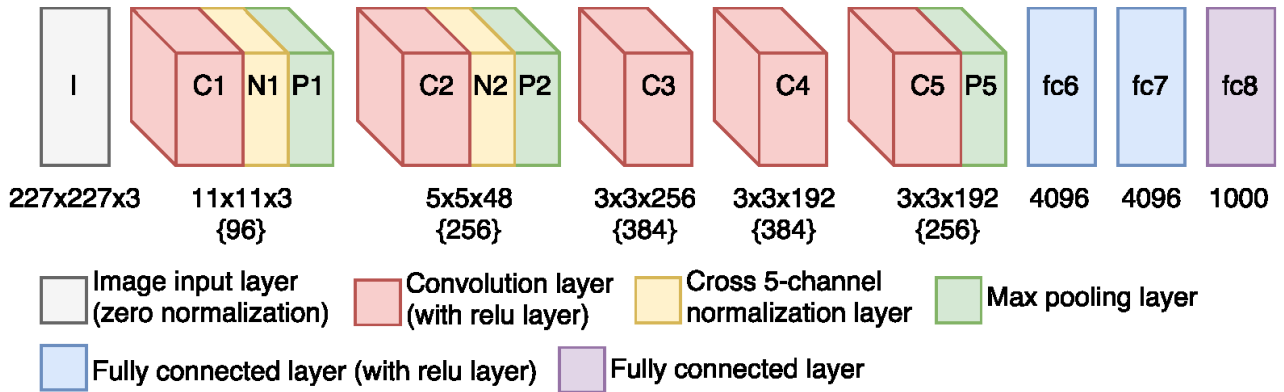 I
C1 N1 P1
C2 N2 P2
C3
C4
C5 P5
fc6
fc7
fc8
227x227x3
11x11x3
{96}
5x5x48
{256}
3x3x256
{384}
3x3x192
{384}
3x3x192
{256}
4096
4096
1000
Image input layer
(zero normalization)
Convolution layer
(with relu layer)
Cross 5-channel
normalization layer
Max pooling layer
Fully connected layer (with relu layer)
Fully connected layer